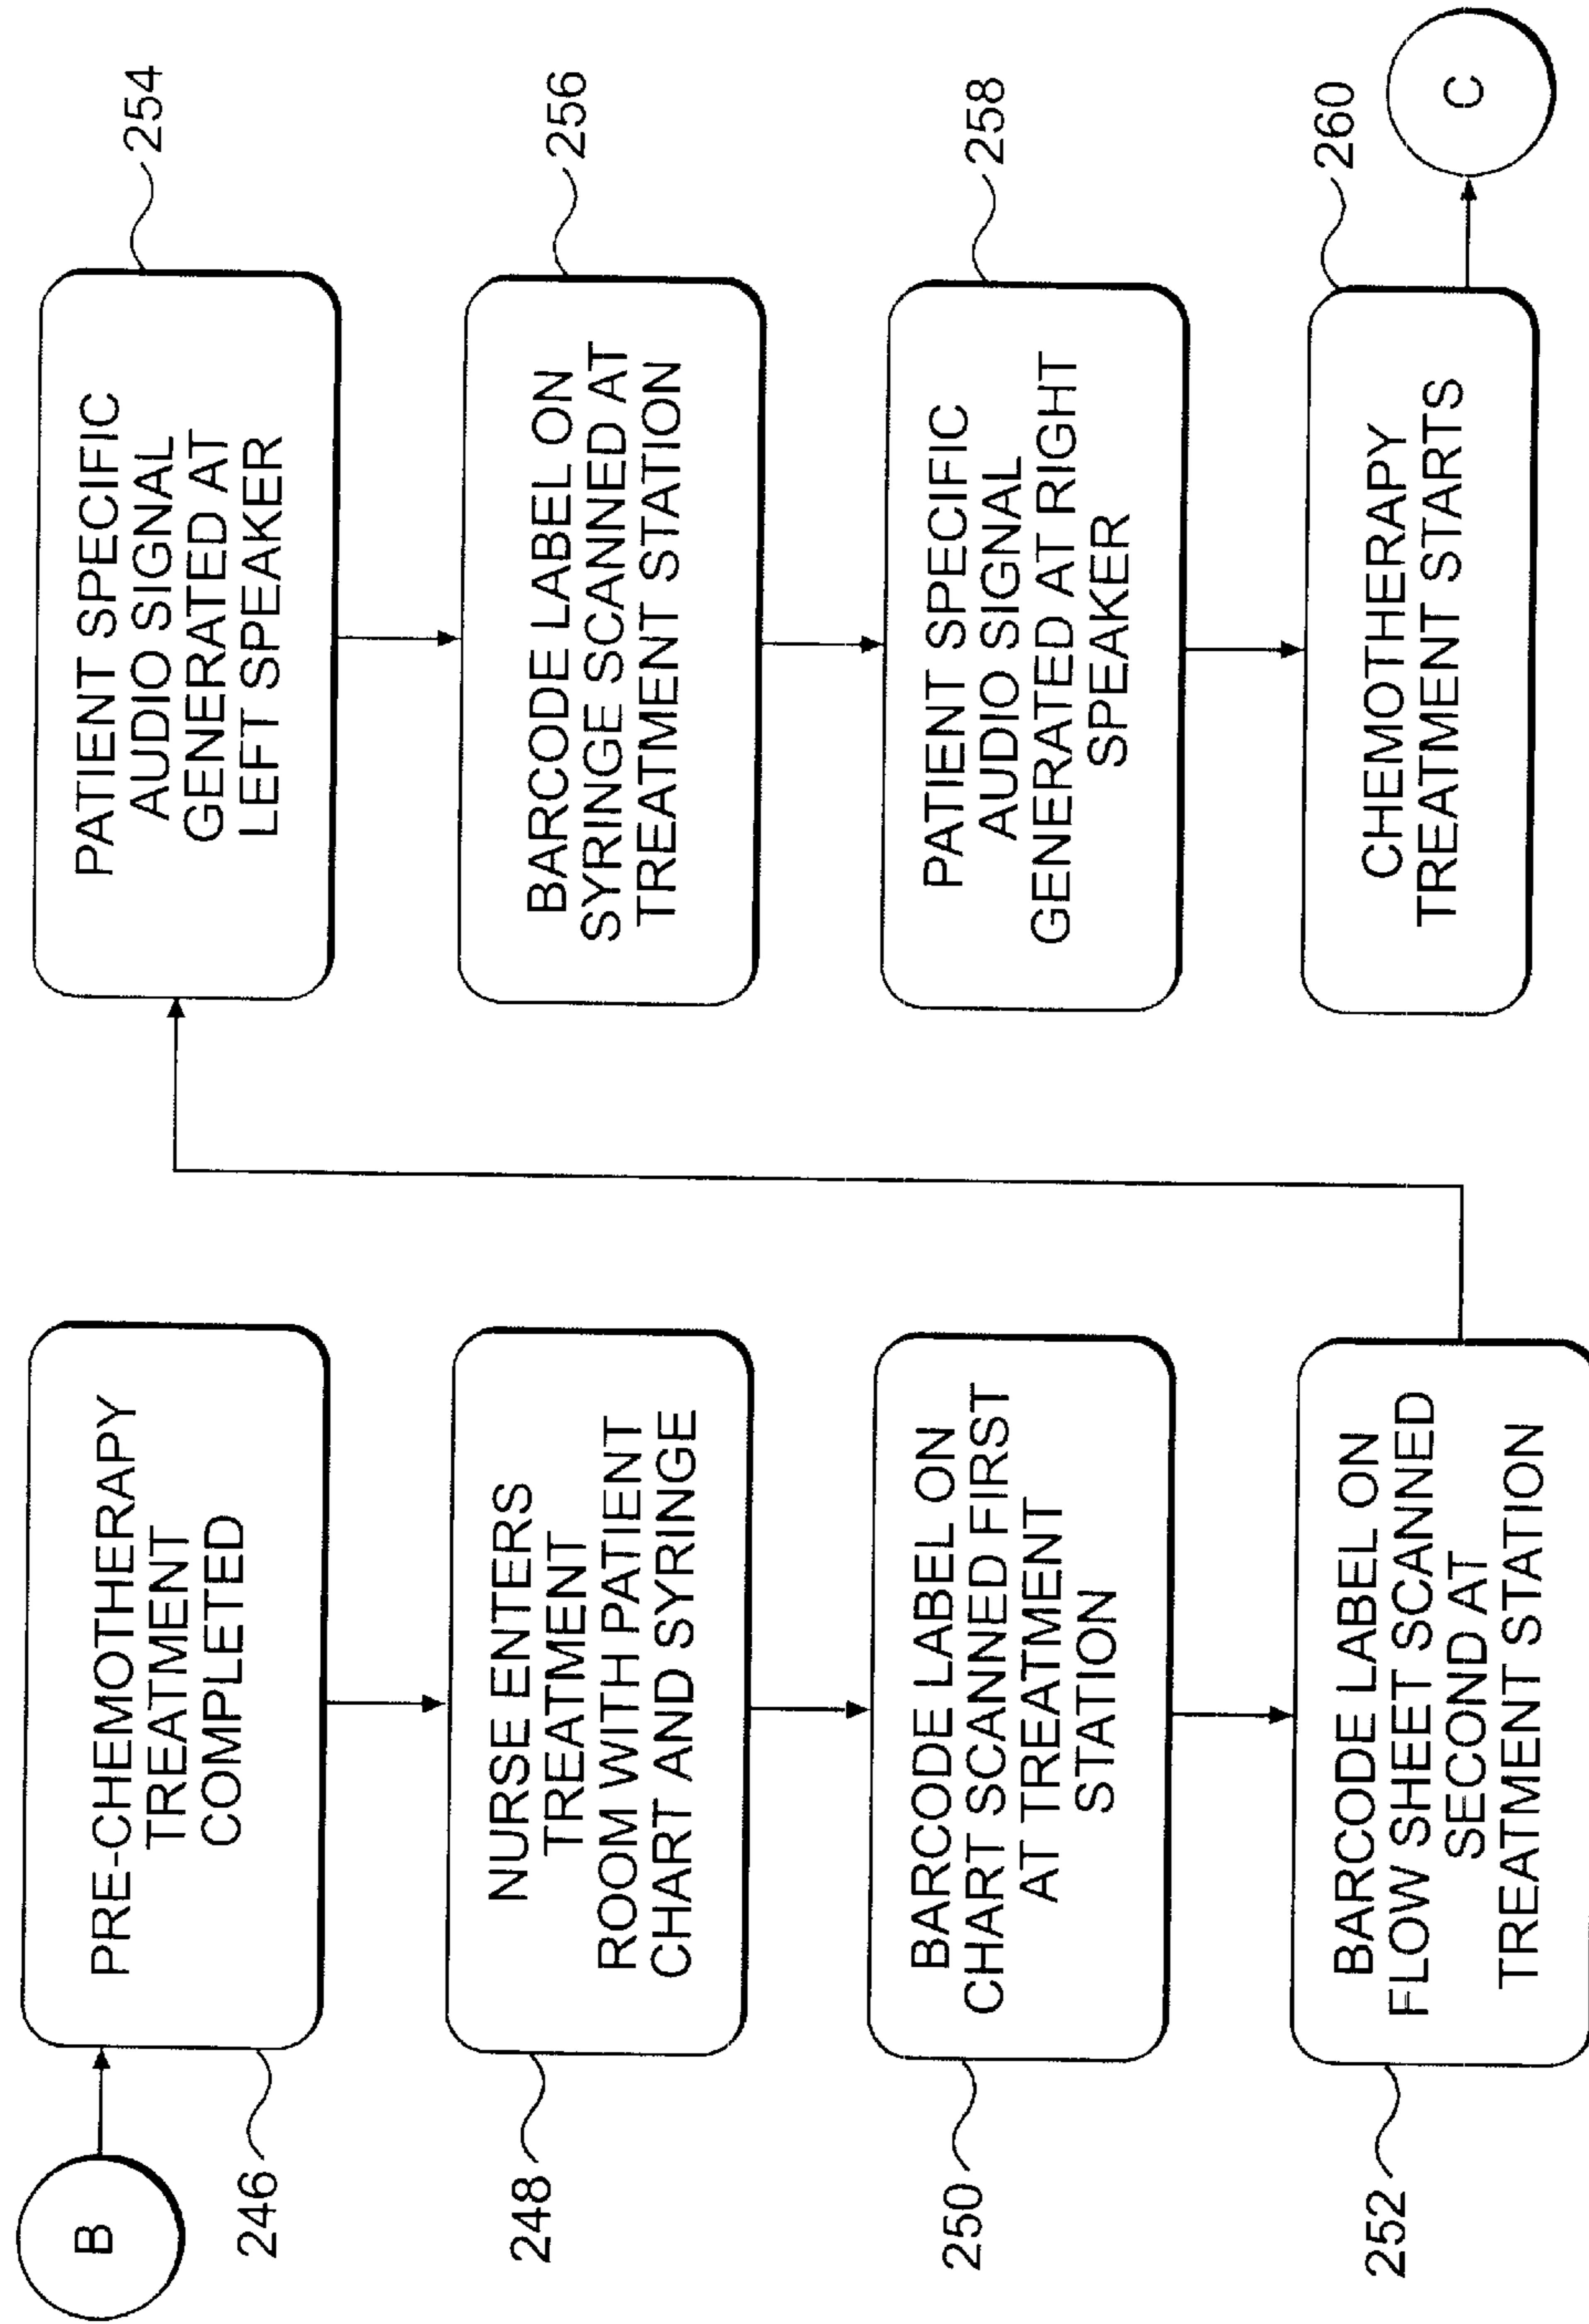 B
PRE-CHEMOTHERAPY
TREATMENT
COMPLETED
246
NURSE ENTERS
TREATMENT
ROOM WITH PATIENT
CHART AND SYRINGE
248
BARCODE LABEL ON
CHART SCANNED FIRST
AT TREATMENT
STATION
250
BARCODE LABEL ON
FLOW SHEET SCANNED
SECOND AT
TREATMENT STATION
252
PATIENT SPECIFIC
AUDIO SIGNAL
GENERATED AT
LEFT SPEAKER
254
BARCODE LABEL ON
SYRINGE SCANNED AT
TREATMENT STATION
256
PATIENT SPECIFIC
AUDIO SIGNAL
GENERATED AT RIGHT
SPEAKER
258
CHEMOTHERAPY
TREATMENT STARTS
260
C